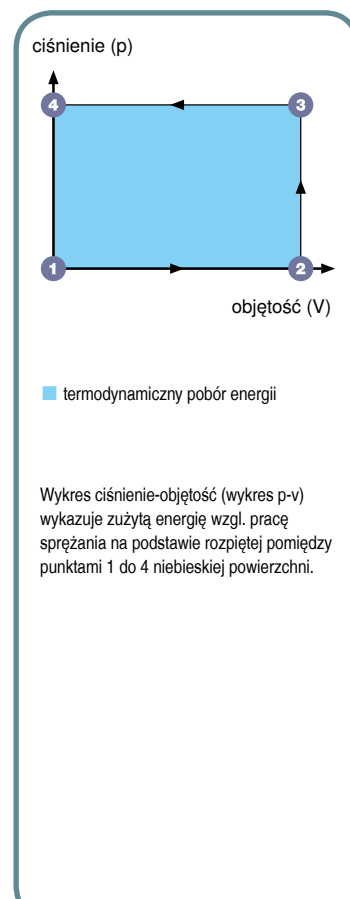 ciśnienie (p)
4
3
1
2
objętość (V)
termodynamiczny pobór energii
Wykres ciśnienie-objętość (wykres p-v)
wykazuje zużytą energię wzgl. pracę
sprężania na podstawie rozpiętej pomiędzy
punktami 1 do 4 niebieskiej powierzchni.